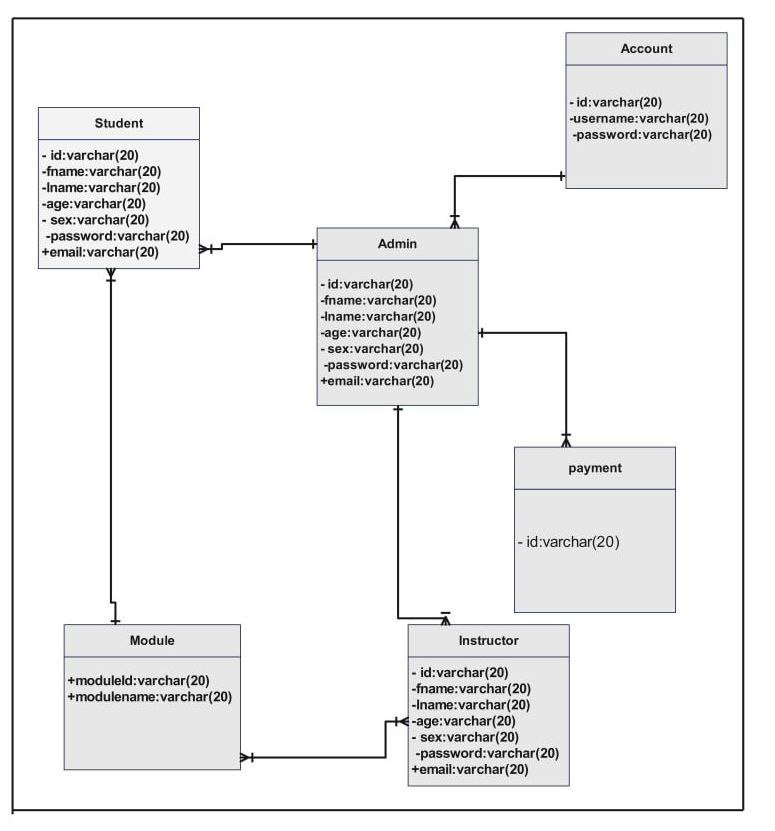 Account
- id:varchar(20)
-username:varchar(20)
-password:varchar(20)
Student
- id:varchar(20)
-fname:varchar(20)
-lname:varchar(20)
-age:varchar(20)
- sex:varchar(20)
-password:varchar(20)
+email:varchar(20)
Admin
- id:varchar(20)
-fname:varchar(20)
-lname:varchar(20)
-age:varchar(20)
- sex:varchar(20)
-password:varchar(20)
+email:varchar(20)
payment
- id:varchar(20)
Module
+moduleId:varchar(20)
+modulename:varchar(20)
Instructor
- id:varchar(20)
-fname:varchar(20)
-lname:varchar(20)
-age:varchar(20)
- sex:varchar(20)
-password:varchar(20)
+email:varchar(20)